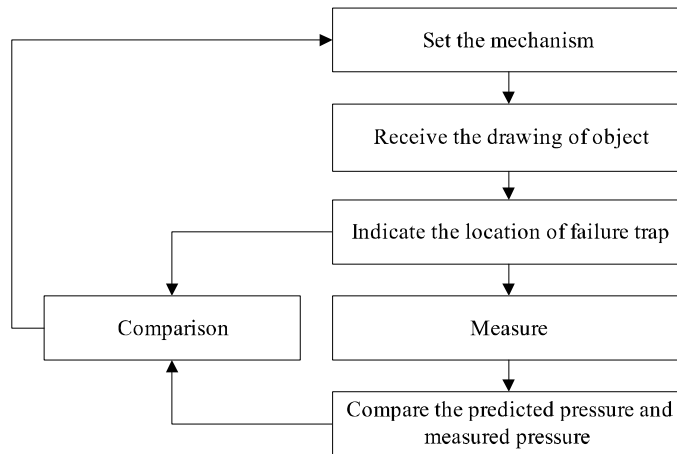 Set the mechanism
Receive the drawing of object
Indicate the location of failure trap
Comparison
Measure
Compare the predicted pressure and
measured pressure